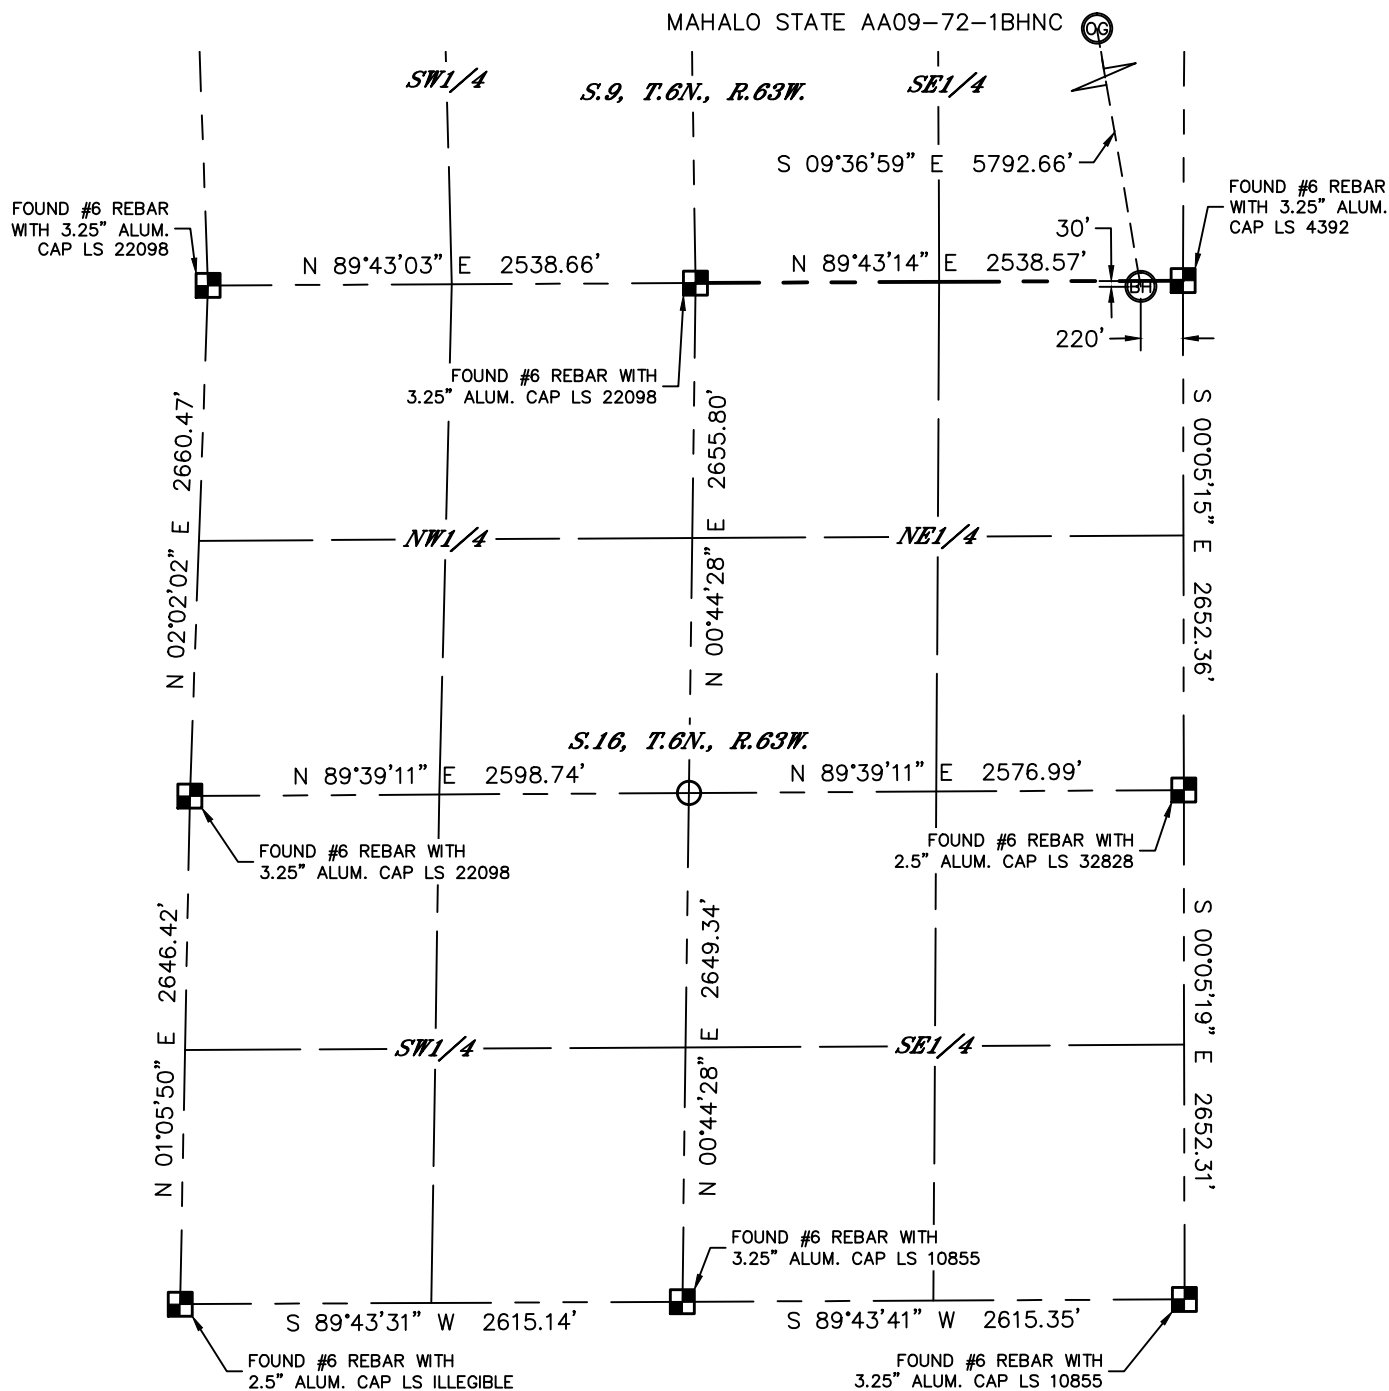 MAHALO STATE AA09-72-1BHNC
OG
SW1/4
S.9, T.6N., R.63W.
SE1/4
S 09°36'59" E 5792.66'
FOUND #6 REBAR
WITH 3.25" ALUM.
CAP LS 22098
FOUND #6 REBAR
WITH 3.25" ALUM.
CAP LS 4392
30'
N 89°43'03" E 2538.66'
N 89°43'14" E 2538.57'
BH
220'
FOUND #6 REBAR WITH
3.25" ALUM. CAP LS 22098
N 02°02'02" E 2660.47'
N 00°44'28" E 2655.80'
S 00°05'15" E 2652.36'
NW1/4
NE1/4
S.16, T.6N., R.63W.
N 89°39'11" E 2598.74'
N 89°39'11" E 2576.99'
FOUND #6 REBAR WITH
3.25" ALUM. CAP LS 22098
FOUND #6 REBAR WITH
2.5" ALUM. CAP LS 32828
N 01°05'50" E 2646.42'
N 00°44'28" E 2649.34'
S 00°05'19" E 2652.31'
SW1/4
SE1/4
FOUND #6 REBAR WITH
3.25" ALUM. CAP LS 10855
S 89°43'31" W 2615.14'
S 89°43'41" W 2615.35'
FOUND #6 REBAR WITH
2.5" ALUM. CAP LS ILLEGIBLE
FOUND #6 REBAR WITH
3.25" ALUM. CAP LS 10855